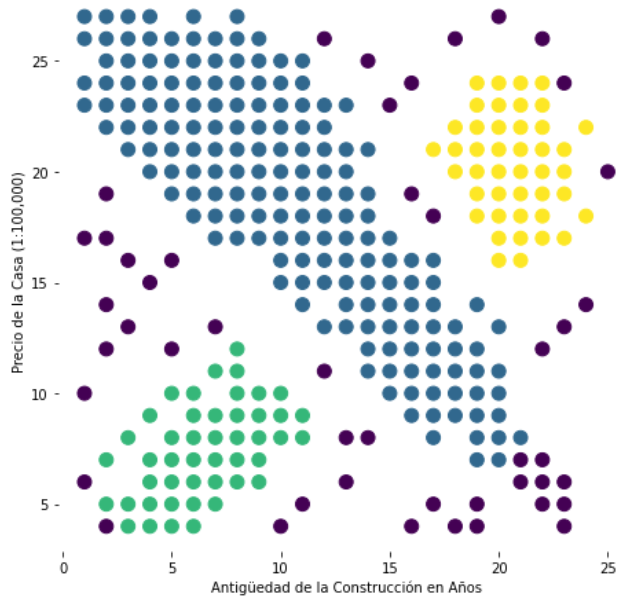 25
20
15
10
5
Precio de la Casa (1:100,000)
0 5 10 15 20 25
Antigüedad de la Construcción en Años